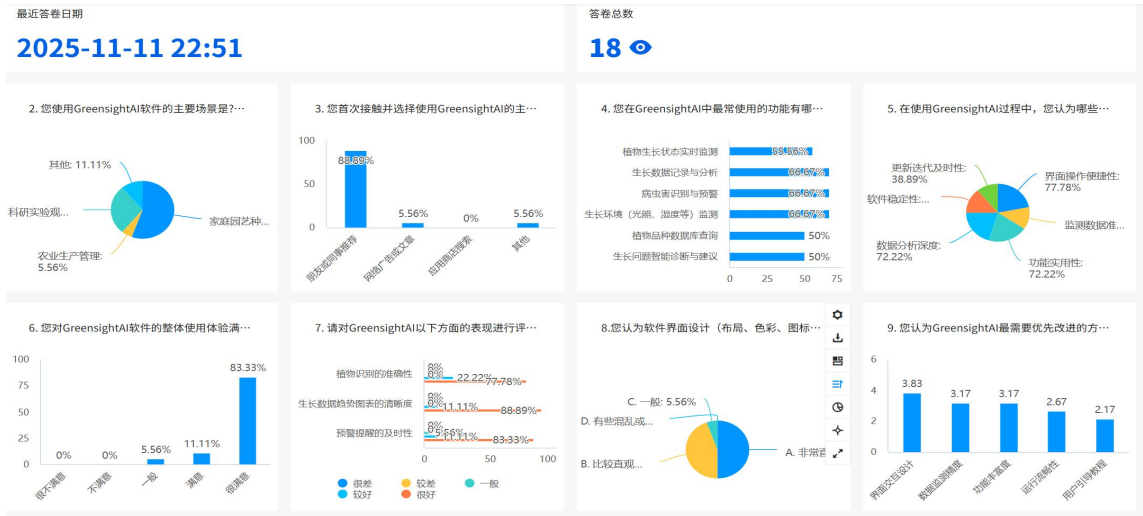 最近答卷日期
2025-11-11 22:51
答卷总数
18
2. 您使用GreensightAI软件的主要场景是?…
其他: 11.11%
科研实验观...
农业生产管理:
5.56%
家庭园艺种...
3. 您首次接触并选择使用GreensightAI的主…
100
50
0
88.89%
5.56%
0%
5.56%
朋友或同事推荐
网络广告或文章
应用商店搜索
其他
4. 您在GreensightAI中最常使用的功能有哪…
植物生长状态实时监测
55.56%
生长数据记录与分析
66.67%
病虫害识别与预警
66.67%
生长环境（光照、湿度等）监测
66.67%
植物品种数据库查询
50%
生长问题智能诊断与建议
50%
0
25
50
75
5. 在使用GreensightAI过程中，您认为哪些…
更新迭代及时性:
38.89%
软件稳定性:...
数据分析深度:
72.22%
界面操作便捷性:
77.78%
监测数据准...
功能实用性:
72.22%
6. 您对GreensightAI软件的整体使用体验满…
100
75
50
25
0
0%
0%
5.56%
11.11%
83.33%
很不满意
不满意
一般
满意
很满意
7. 请对GreensightAI以下方面的表现进行评…
植物识别的准确性
0%
0%
0%
22.22%
77.78%
生长数据趋势图表的清晰度
0%
0%
0%
11.11%
88.89%
预警提醒的及时性
0%
0%
5.56%
11.11%
83.33%
0
50
100
很差
较差
一般
较好
很好
8.您认为软件界面设计（布局、色彩、图标…
C. 一般: 5.56%
D. 有些混乱或...
B. 比较直观...
A. 非常
9. 您认为GreensightAI最需要优先改进的方…
6
4
2
0
3.83
3.17
3.17
2.67
2.17
界面交互设计
数据监测精度
功能丰富度
运行流畅性
用户引导教程